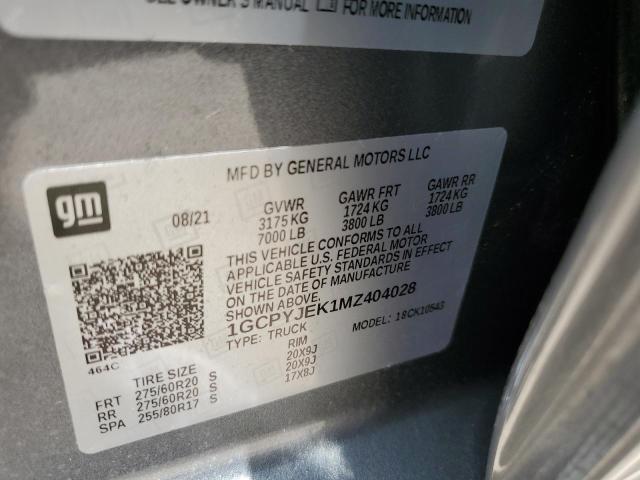 SEE OWNER'S MANUAL FOR MORE INFORMATION
MFD BY GENERAL MOTORS LLC
gm
08/21
GVWR GAWR FRT GAWR RR
3175 KG 1724 KG 1724 KG
7000 LB 3800 LB 3800 LB
THIS VEHICLE CONFORMS TO ALL
APPLICABLE U.S. FEDERAL MOTOR
VEHICLE SAFETY STANDARDS IN EFFECT
ON THE DATE OF MANUFACTURE
SHOWN ABOVE.
1GCPYJEK1MZ404028
TYPE: TRUCK MODEL: 18CK10543
464C
TIRE SIZE RIM
FRT 275/60R20 S 20X9J
RR 275/60R20 S 20X9J
SPA 255/80R17 S 17X8J